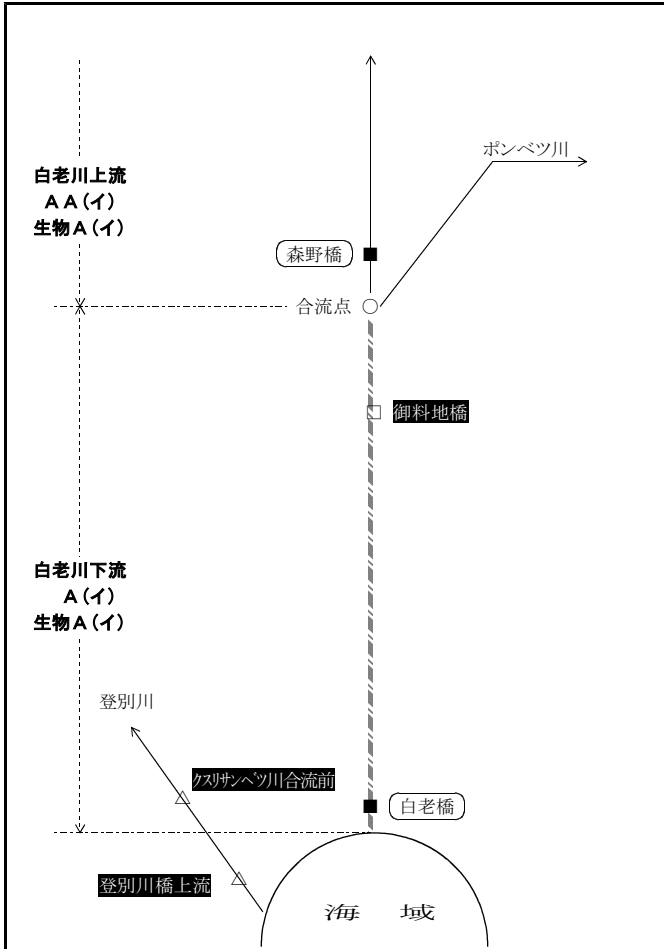 ポンベツ川
白老川上流
ＡＡ（イ）
生物Ａ（イ）
森野橋
合流点
御料地橋
白老川下流
Ａ（イ）
生物Ａ（イ）
登別川
ｸｽﾘｻﾝﾍﾞﾂ川合流前
白老橋
登別川橋上流
海　域